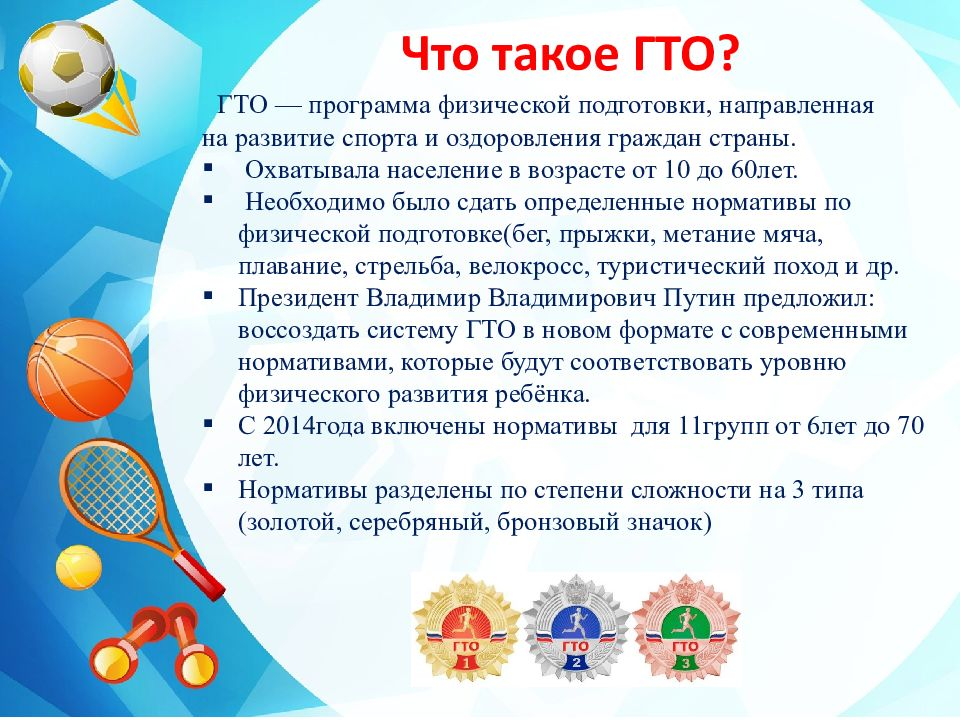 Что такое ГТО?
ГТО — программа физической подготовки, направленная
на развитие спорта и оздоровления граждан страны.
▪ Охватывала население в возрасте от 10 до 60лет.
▪ Необходимо было сдать определенные нормативы по
физической подготовке(бег, прыжки, метание мяча,
плавание, стрельба, велокросс, туристический поход и др.
▪ Президент Владимир Владимирович Путин предложил:
воссоздать систему ГТО в новом формате с современными
нормативами, которые будут соответствовать уровню
физического развития ребёнка.
▪ С 2014года включены нормативы для 11групп от 6лет до 70
лет.
▪ Нормативы разделены по степени сложности на 3 типа
(золотой, серебряный, бронзовый значок)
ГТО ГТО ГТО
1 2 3